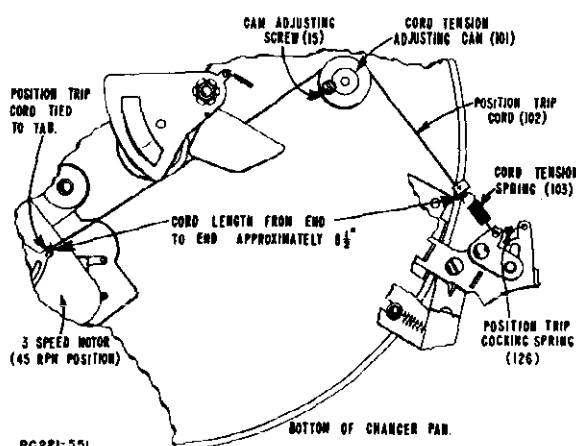 CAM ADJUSTING
SCREW (15)
CORD TENSION
ADJUSTING CAM (101)
POSITION TRIP
CORD TIED
TO TAB.
POSITION TRIP
CORD (102)
CORD TENSION
SPRING (103)
CORD LENGTH FROM END
TO END APPROXIMATELY 8½"
3 SPEED MOTOR
(45 RPM POSITION)
POSITION TRIP
COCKING SPRING
(126)
BOTTOM OF CHANGER PAN.